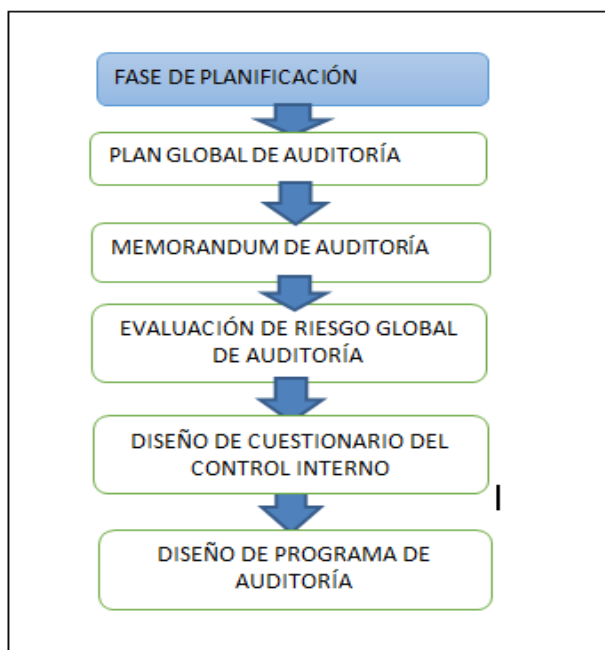 FASE DE PLANIFICACIÓN
PLAN GLOBAL DE AUDITORÍA
MEMORANDUM DE AUDITORÍA
EVALUACIÓN DE RIESGO GLOBAL
DE AUDITORÍA
DISEÑO DE CUESTIONARIO DEL
CONTROL INTERNO
DISEÑO DE PROGRAMA DE
AUDITORÍA